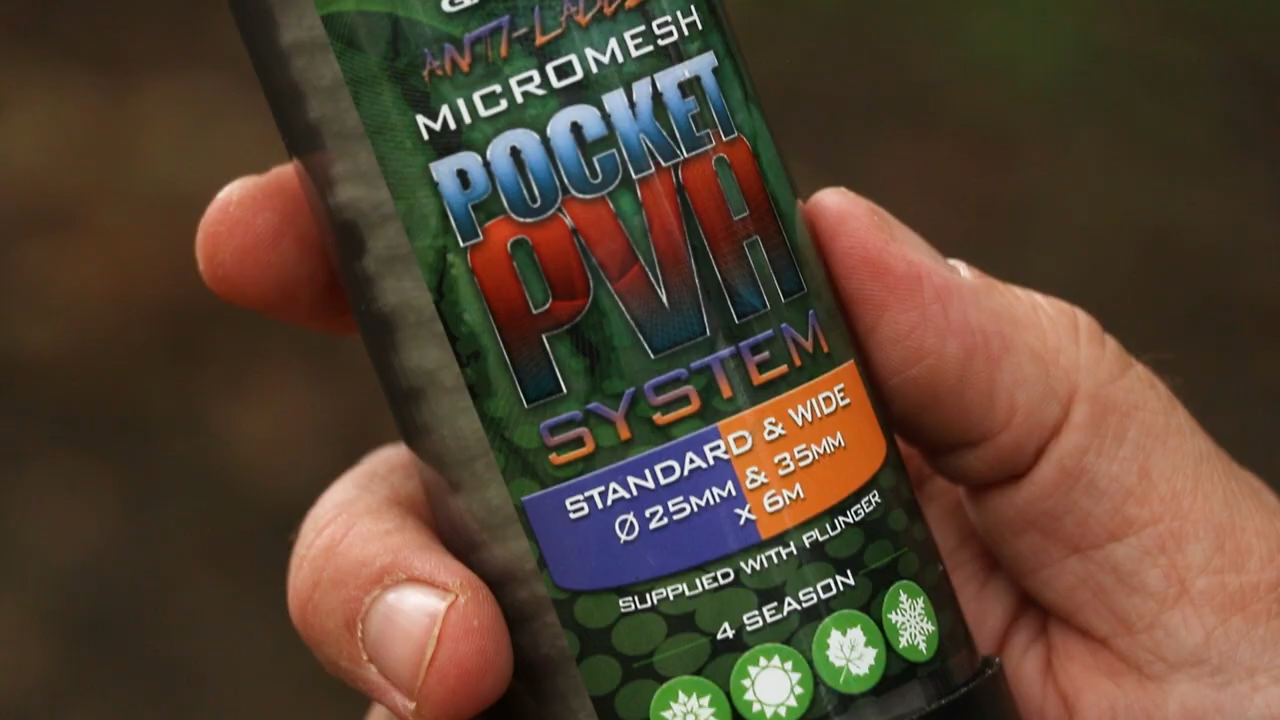 MICROMESH
POCKET
PVA
SYSTEM
STANDARD & WIDE
Ø 25MM & 35MM
X 6M
SUPPLIED WITH PLUNGER
4 SEASON